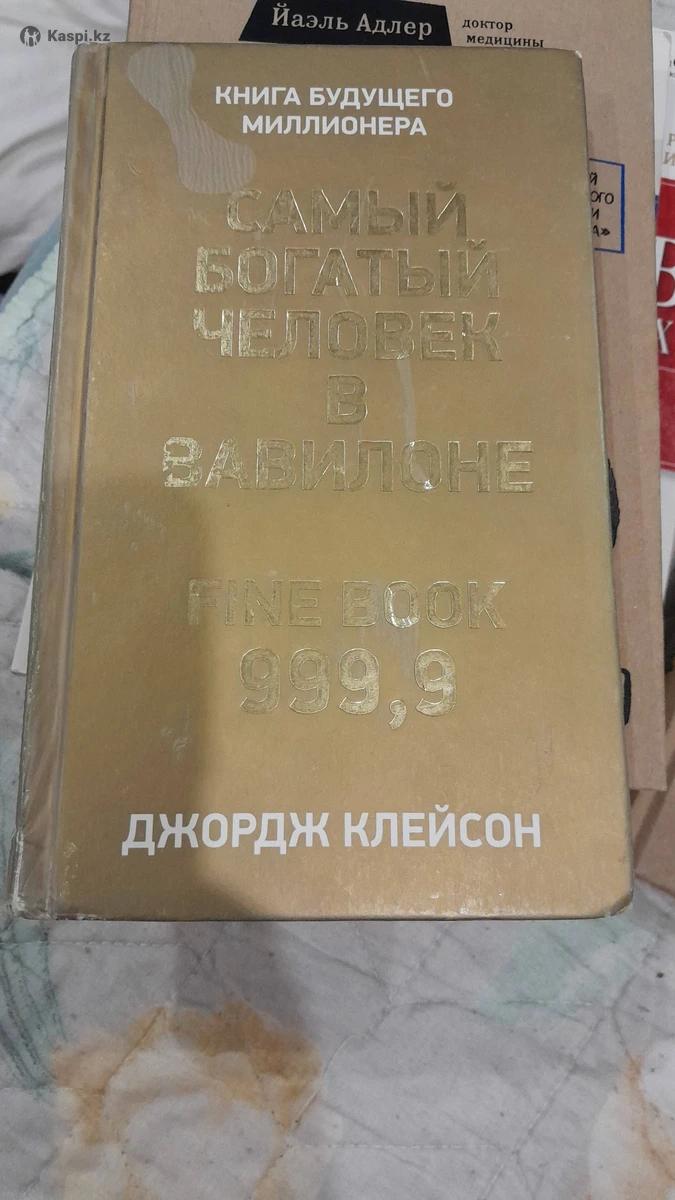 Kaspi.kz
Йаэль Адлер
доктор
медицины
КНИГА БУДУЩЕГО
МИЛЛИОНЕРА
САМЫЙ
БОГАТЫЙ
ЧЕЛОВЕК
В
ВАВИЛОНЕ
FINE BOOK
999,9
ДЖОРДЖ КЛЕЙСОН